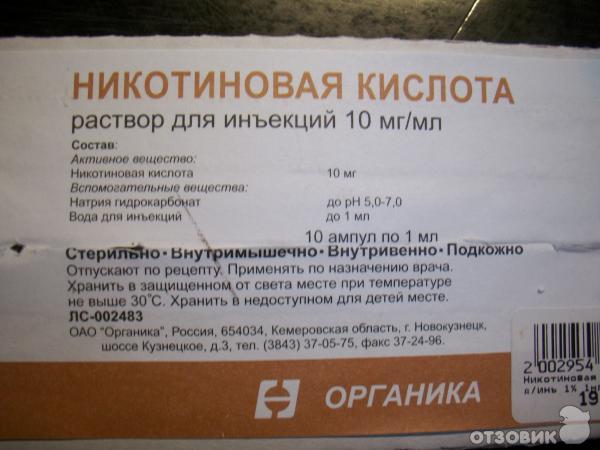 НИКОТИНОВАЯ КИСЛОТА
раствор для инъекций 10 мг/мл
Состав:
Активное вещество:
Никотиновая кислота 10 мг
Вспомогательные вещества:
Натрия гидрокарбонат до pH 5,0-7,0
Вода для инъекций до 1 мл
10 ампул по 1 мл
Стерильно·Внутримышечно·Внутривенно·Подкожно
Отпускают по рецепту. Применять по назначению врача.
Хранить в защищенном от света месте при температуре
не выше 30°С. Хранить в недоступном для детей месте.
ЛС-002483
ОАО "Органика", Россия, 654034, Кемеровская область, г. Новокузнецк,
шоссе Кузнецкое, д.3, тел. (3843) 37-05-75, факс 37-24-96.
ОРГАНИКА
2 002954
Никотиновая
р/инъ 1% 1мл
19
ОТЗОВИК